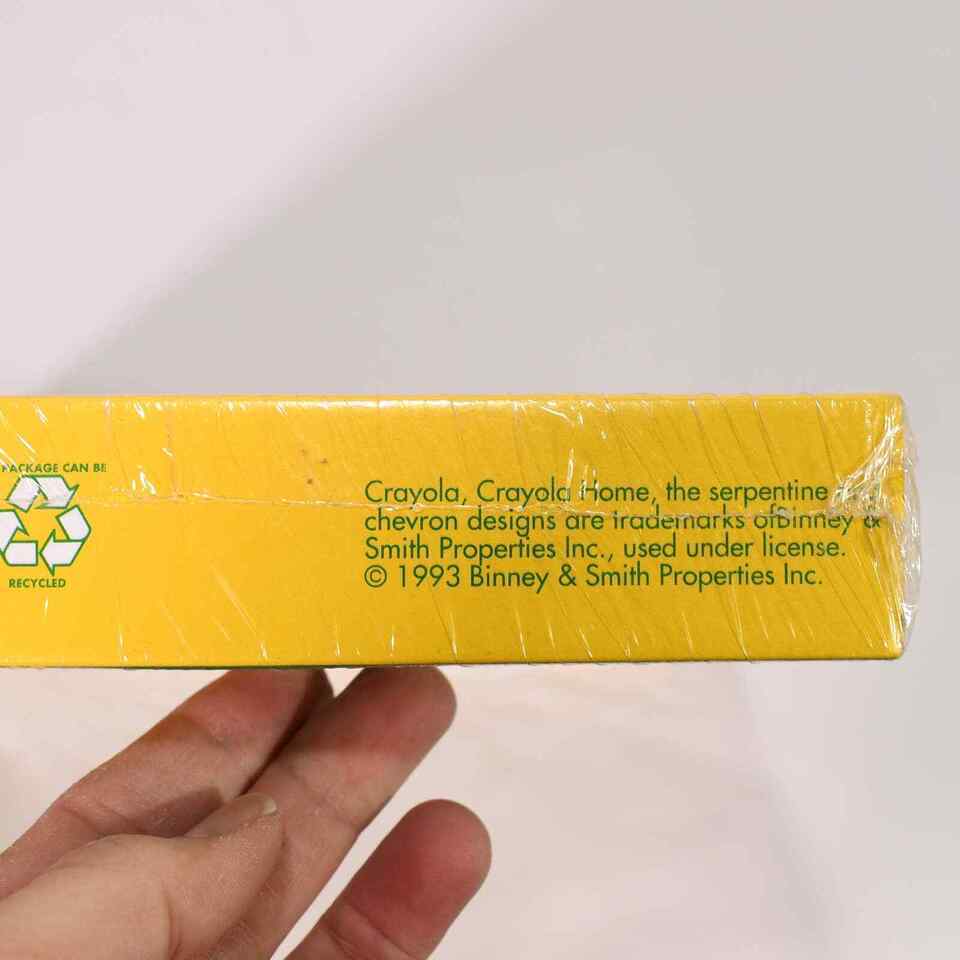 PACKAGE CAN BE
RECYCLED
Crayola, Crayola Home, the serpentine and
chevron designs are trademarks ofBinney &
Smith Properties Inc., used under license.
© 1993 Binney & Smith Properties Inc.